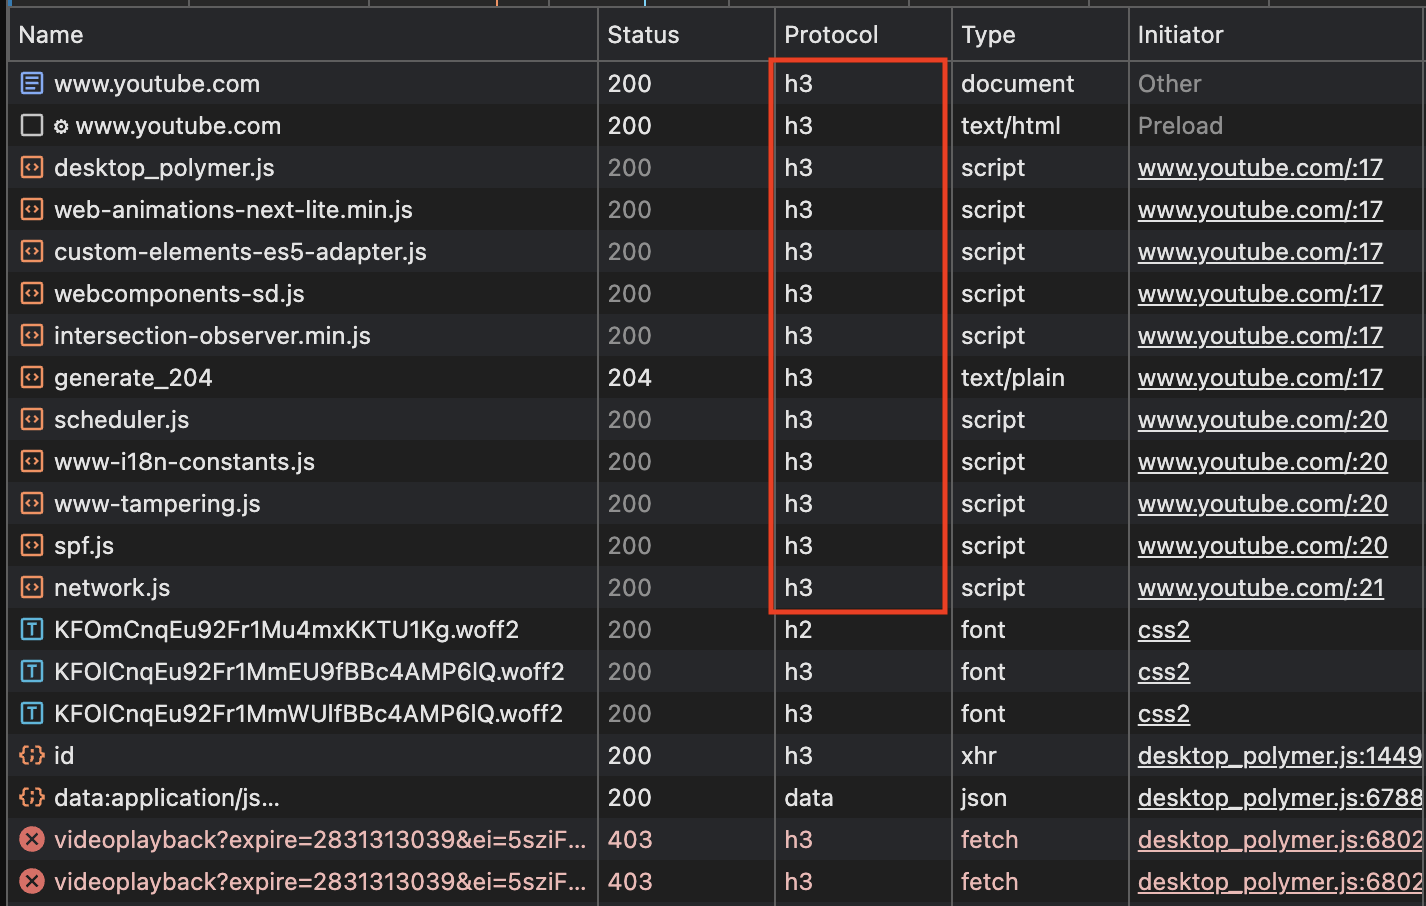 Name Status Protocol Type Initiator
www.youtube.com 200 h3 document Other
www.youtube.com 200 h3 text/html Preload
desktop_polymer.js 200 h3 script www.youtube.com/:17
web-animations-next-lite.min.js 200 h3 script www.youtube.com/:17
custom-elements-es5-adapter.js 200 h3 script www.youtube.com/:17
webcomponents-sd.js 200 h3 script www.youtube.com/:17
intersection-observer.min.js 200 h3 script www.youtube.com/:17
generate_204 204 h3 text/plain www.youtube.com/:17
scheduler.js 200 h3 script www.youtube.com/:20
www-i18n-constants.js 200 h3 script www.youtube.com/:20
www-tampering.js 200 h3 script www.youtube.com/:20
spf.js 200 h3 script www.youtube.com/:20
network.js 200 h3 script www.youtube.com/:21
KFOmCnqEu92Fr1Mu4mxKKTU1Kg.woff2 200 h2 font css2
KFOlCnqEu92Fr1MmEU9fBBc4AMP6lQ.woff2 200 h3 font css2
KFOlCnqEu92Fr1MmWUlfBBc4AMP6lQ.woff2 200 h3 font css2
id 200 h3 xhr desktop_polymer.js:1449
data:application/js... 200 data json desktop_polymer.js:6788
videoplayback?expire=2831313039&ei=5sziF... 403 h3 fetch desktop_polymer.js:6802
videoplayback?expire=2831313039&ei=5sziF... 403 h3 fetch desktop_polymer.js:6802